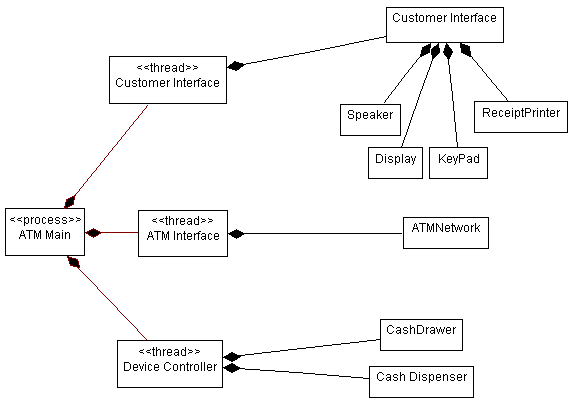 Customer Interface
<<thread>>
Customer Interface
Speaker
ReceiptPrinter
Display
KeyPad
<<process>>
ATM Main
<<thread>>
ATM Interface
ATMNetwork
<<thread>>
Device Controller
CashDrawer
Cash Dispenser